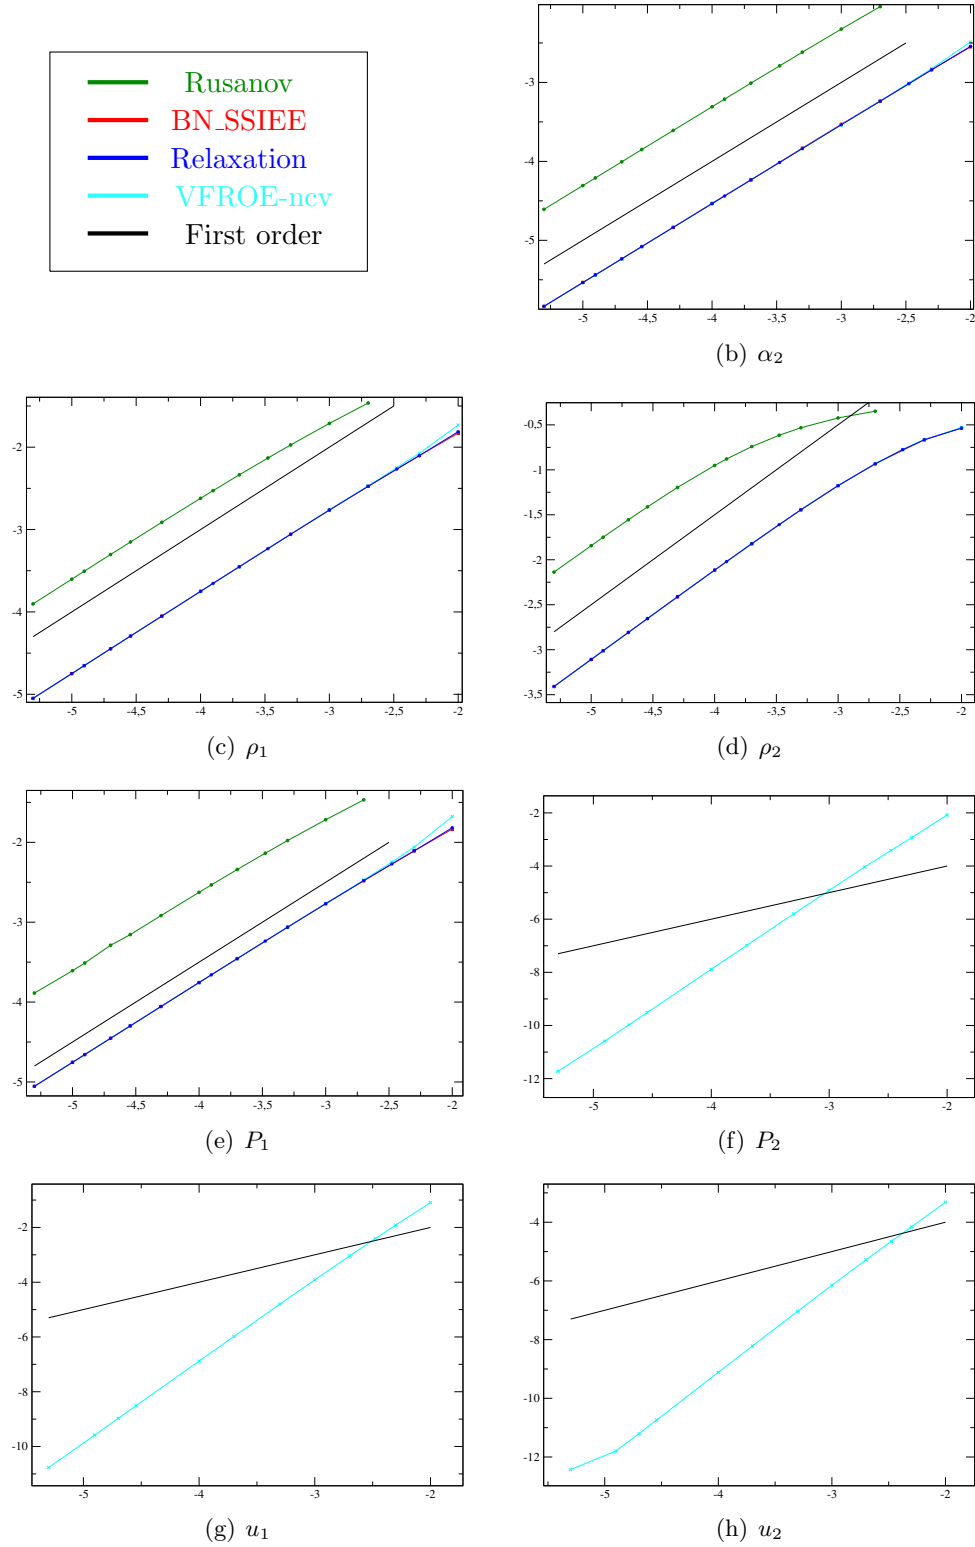 Rusanov
BN_SSIEE
Relaxation
VFROE-ncv
First order
-3
-4
-5
-5 -4,5 -4 -3,5 -3 -2,5 -2
(b) α₂
-2
-3
-4
-5
-5 -4,5 -4 -3,5 -3 -2,5 -2
(c) ρ₁
-0,5
-1
-1,5
-2
-2,5
-3
-3,5
-5 -4,5 -4 -3,5 -3 -2,5 -2
(d) ρ₂
-2
-3
-4
-5
-5 -4,5 -4 -3,5 -3 -2,5 -2
(e) P₁
-2
-4
-6
-8
-10
-12
-5 -4 -3 -2
(f) P₂
-2
-4
-6
-8
-10
-5 -4 -3 -2
(g) u₁
-4
-6
-8
-10
-12
-5 -4 -3 -2
(h) u₂